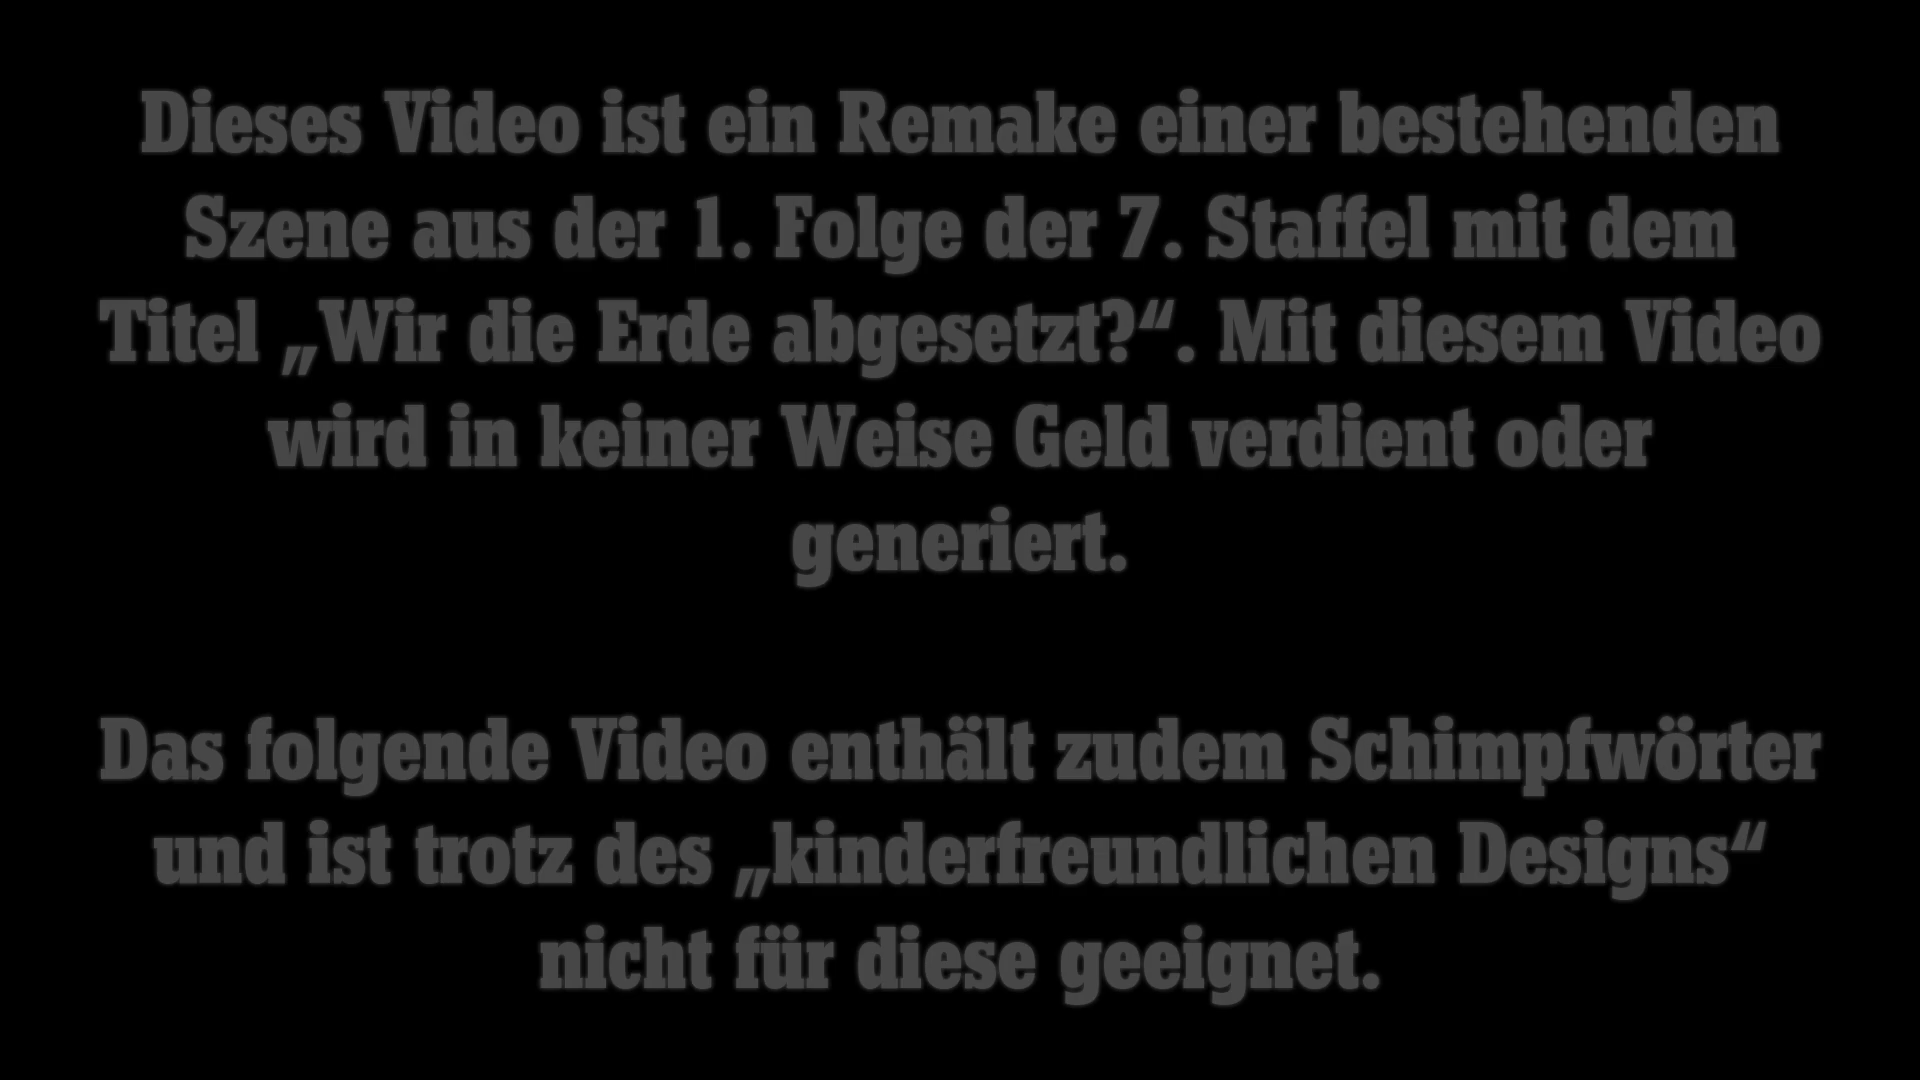 Dieses Video ist ein Remake einer bestehenden
Szene aus der 1. Folge der 7. Staffel mit dem
Titel „Wir die Erde abgesetzt?“. Mit diesem Video
wird in keiner Weise Geld verdient oder
generiert.
Das folgende Video enthält zudem Schimpfwörter
und ist trotz des „kinderfreundlichen Designs“
nicht für diese geeignet.